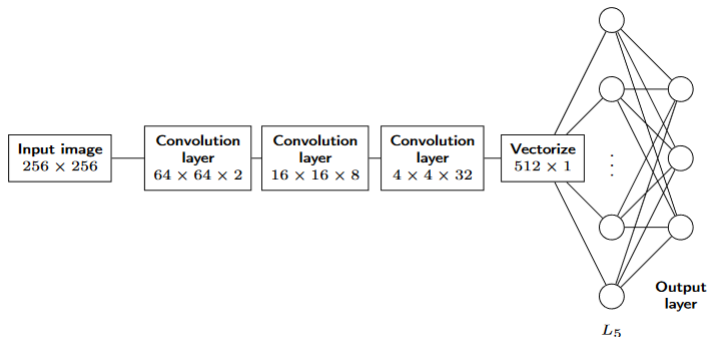 Input image
256 × 256
Convolution
layer
64 × 64 × 2
Convolution
layer
16 × 16 × 8
Convolution
layer
4 × 4 × 32
Vectorize
512 × 1
Output
layer
L₅